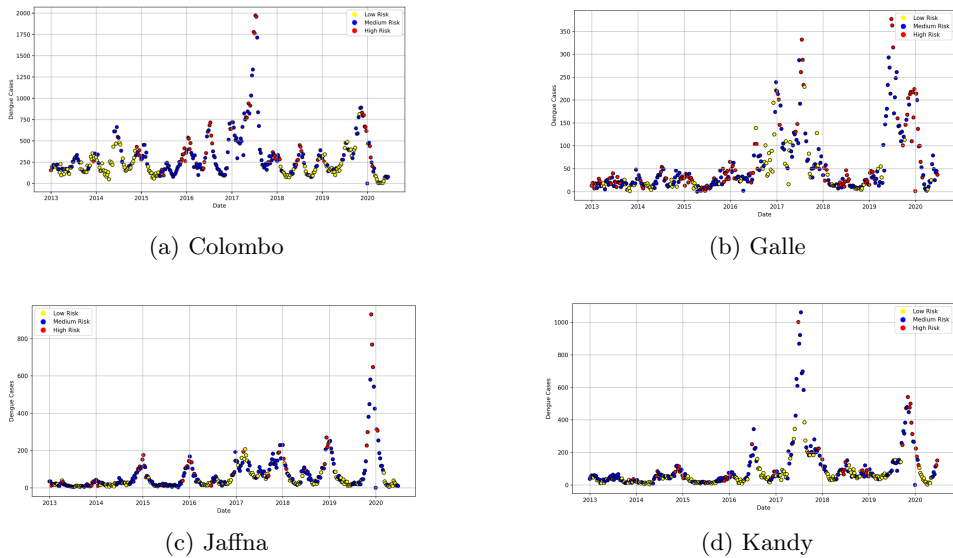 2000
1750
1500
1250
1000
750
500
250
0
Dengue Cases
Low Risk
Medium Risk
High Risk
2013 2014 2015 2016 2017 2018 2019 2020
Date
(a) Colombo
350
300
250
200
150
100
50
0
Dengue Cases
Low Risk
Medium Risk
High Risk
2013 2014 2015 2016 2017 2018 2019 2020
Date
(b) Galle
800
600
400
200
0
Dengue Cases
Low Risk
Medium Risk
High Risk
2013 2014 2015 2016 2017 2018 2019 2020
Date
(c) Jaffna
1000
800
600
400
200
0
Dengue Cases
Low Risk
Medium Risk
High Risk
2013 2014 2015 2016 2017 2018 2019 2020
Date
(d) Kandy